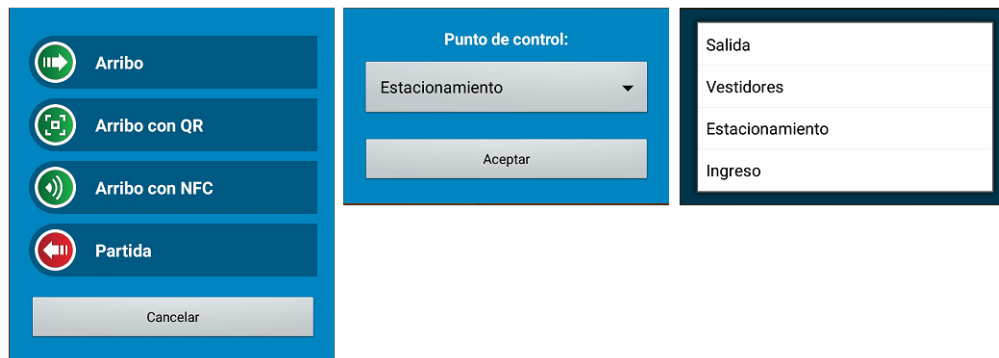 Arribo
Arribo con QR
Arribo con NFC
Partida
Cancelar
Punto de control:
Estacionamiento
Aceptar
Salida
Vestidores
Estacionamiento
Ingreso